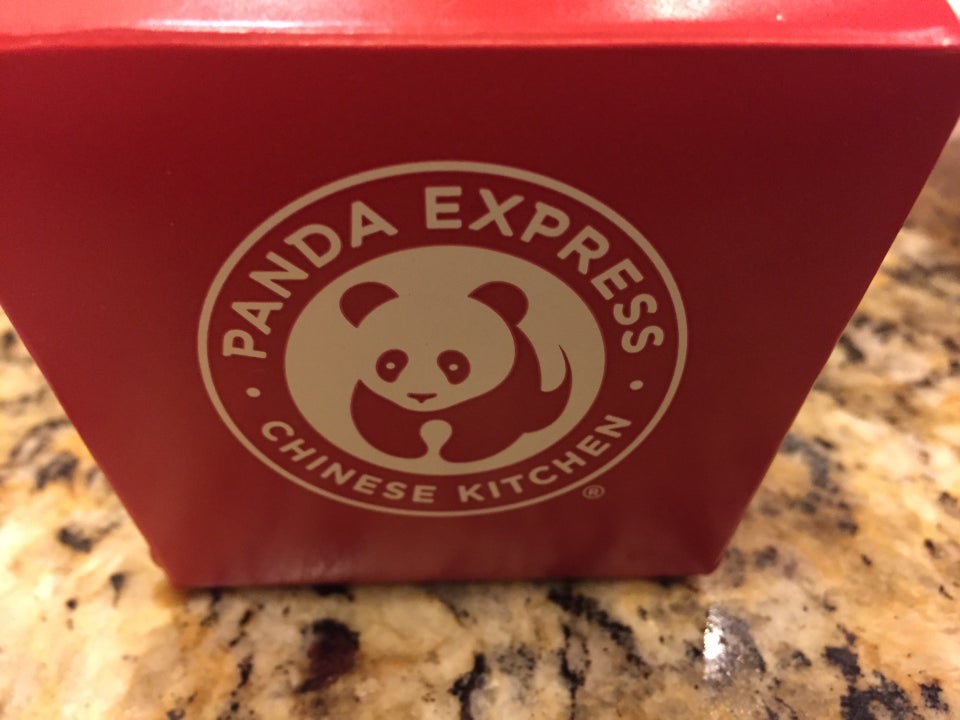 PANDA EXPRESS
CHINESE KITCHEN
®